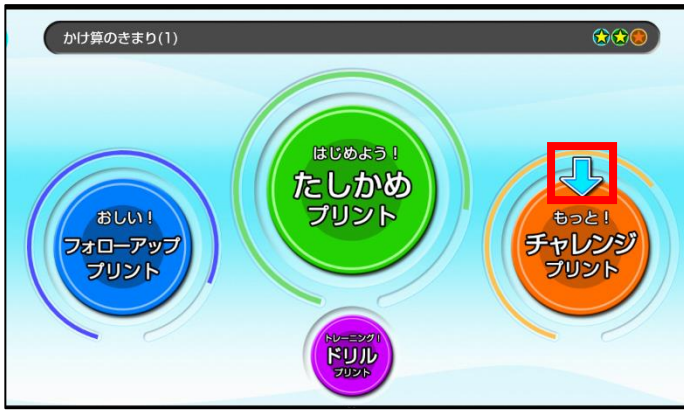 かけ算のきまり(1)
はじめよう！
たしかめ
プリント
おしい！
フォローアップ
プリント
もっと！
チャレンジ
プリント
トレーニング！
ドリル
プリント